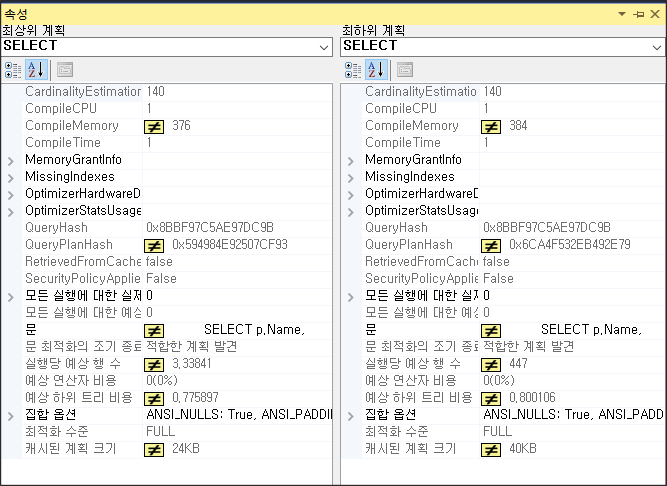 속성
최상위 계획
SELECT
CardinalityEstimation 140
CompileCPU 1
CompileMemory ≠ 376
CompileTime 1
MemoryGrantInfo
MissingIndexes
OptimizerHardwareD
OptimizerStatsUsage
QueryHash 0x8BBF97C5AE97DC9B
QueryPlanHash ≠ 0x594984E92507CF93
RetrievedFromCache false
SecurityPolicyApplie False
모든 실행에 대한 실제 0
모든 실행에 대한 예상 0
문 ≠ SELECT p.Name,
문 최적화의 조기 종료 적합한 계획 발견
실행당 예상 행 수 ≠ 3,33841
예상 연산자 비용 0(0%)
예상 하위 트리 비용 ≠ 0,775897
집합 옵션 ANSI_NULLS: True, ANSI_PADDI
최적화 수준 FULL
캐시된 계획 크기 ≠ 24KB
최하위 계획
SELECT
CardinalityEstimation 140
CompileCPU 1
CompileMemory ≠ 384
CompileTime 1
MemoryGrantInfo
MissingIndexes
OptimizerHardwareD
OptimizerStatsUsage
QueryHash 0x8BBF97C5AE97DC9B
QueryPlanHash ≠ 0x6CA4F532EB492E79
RetrievedFromCache false
SecurityPolicyApplie False
모든 실행에 대한 실제 0
모든 실행에 대한 예상 0
문 ≠ SELECT p.Name,
문 최적화의 조기 종료 적합한 계획 발견
실행당 예상 행 수 ≠ 447
예상 연산자 비용 0(0%)
예상 하위 트리 비용 ≠ 0,800106
집합 옵션 ANSI_NULLS: True, ANSI_PADD
최적화 수준 FULL
캐시된 계획 크기 ≠ 40KB